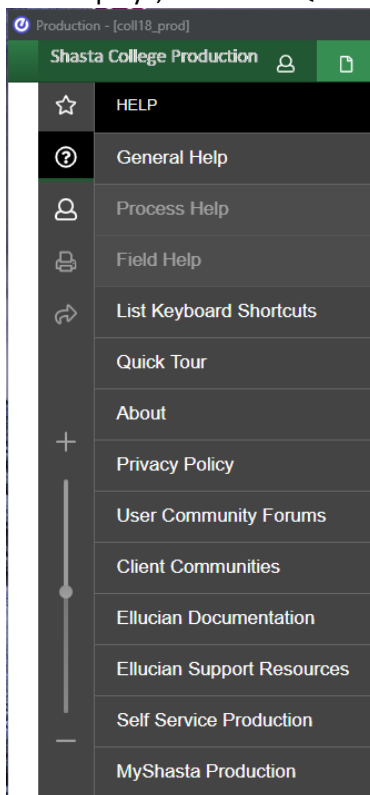 Production - [coll18_prod]
Shasta College Production
HELP
General Help
Process Help
Field Help
List Keyboard Shortcuts
Quick Tour
About
Privacy Policy
User Community Forums
Client Communities
Ellucian Documentation
Ellucian Support Resources
Self Service Production
MyShasta Production